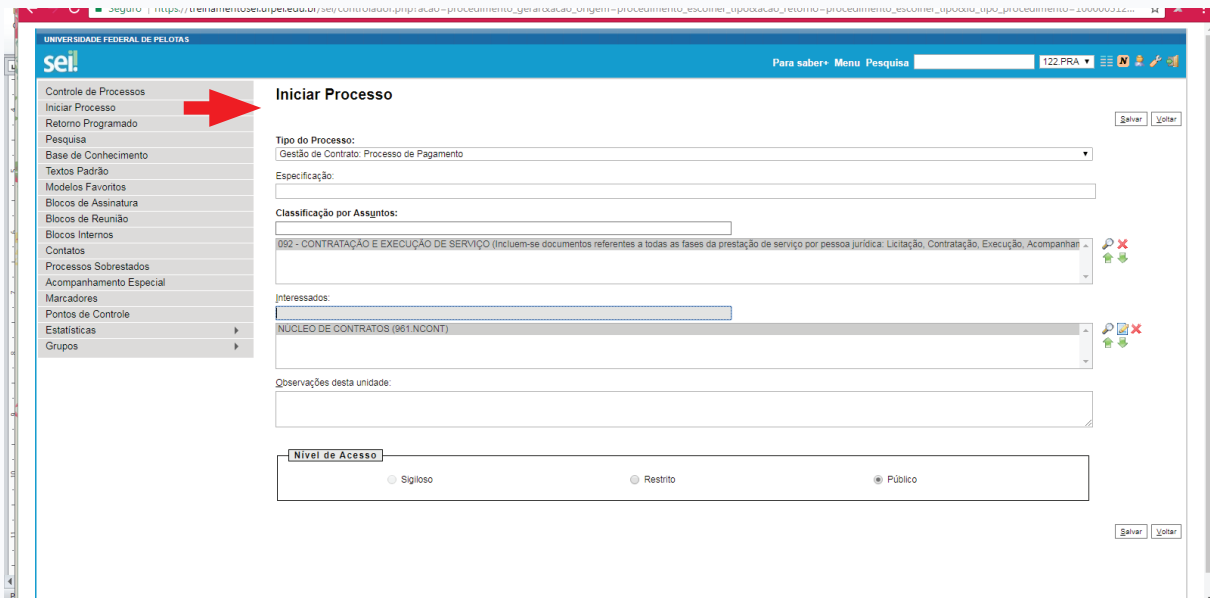 Seguro | https://treinamentosei.ufpel.edu.br/sei/controlador.php?acao=procedimento_gerar&acao_origem=procedimento_escolher_tipo&acao_retorno=procedimento_escolher_tipo&id_tipo_procedimento=100000312...
UNIVERSIDADE FEDERAL DE PELOTAS
sei!
Para saber+ Menu Pesquisa
122.PRA
N
Controle de Processos
Iniciar Processo
Retorno Programado
Pesquisa
Base de Conhecimento
Textos Padrão
Modelos Favoritos
Blocos de Assinatura
Blocos de Reunião
Blocos Internos
Contatos
Processos Sobrestados
Acompanhamento Especial
Marcadores
Pontos de Controle
Estatísticas
Grupos
Iniciar Processo
Salvar Voltar
Tipo do Processo:
Gestão de Contrato: Processo de Pagamento
Especificação:
Classificação por Assuntos:
092 - CONTRATAÇÃO E EXECUÇÃO DE SERVIÇO (Incluem-se documentos referentes a todas as fases da prestação de serviço por pessoa jurídica: Licitação, Contratação, Execução, Acompanhar
Interessados:
NÚCLEO DE CONTRATOS (961.NCONT)
Observações desta unidade:
Nível de Acesso
Sigiloso Restrito Público
Salvar Voltar